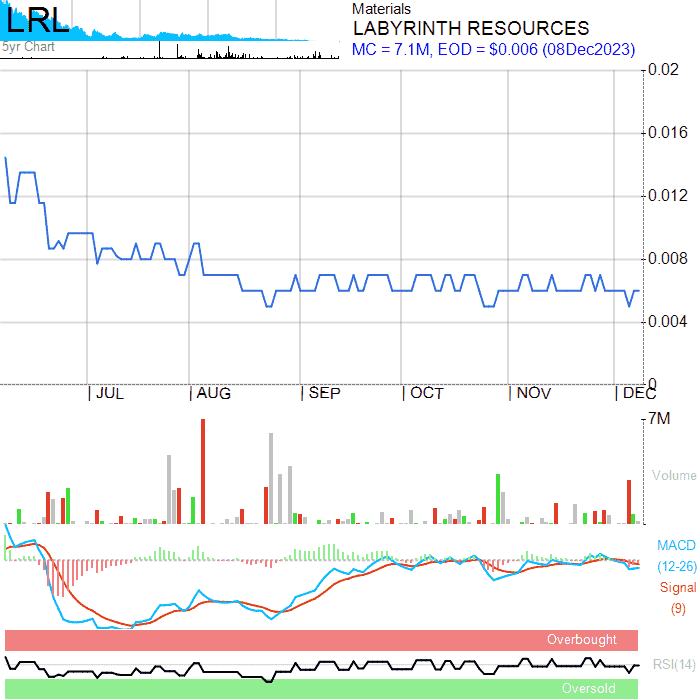 LRL
5yr Chart
Materials
LABYRINTH RESOURCES
MC = 7.1M, EOD = $0.006 (08Dec2023)
0.02
0.016
0.012
0.008
0.004
0
JUL AUG SEP OCT NOV DEC
7M
Volume
MACD
(12-26)
Signal
(9)
Overbought
RSI(14)
Oversold